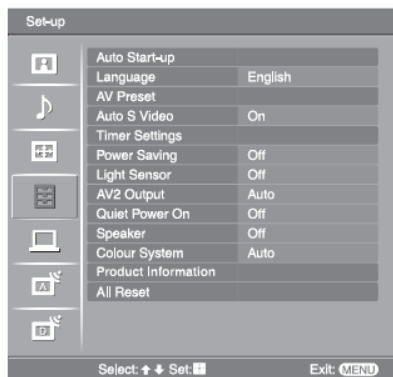 Set-up
Auto Start-up
Language English
AV Preset
Auto S Video On
Timer Settings
Power Saving Off
Light Sensor Off
AV2 Output Auto
Quiet Power On Off
Speaker Off
Colour System Auto
Product Information
All Reset
A
D
Select: Set: Exit: MENU